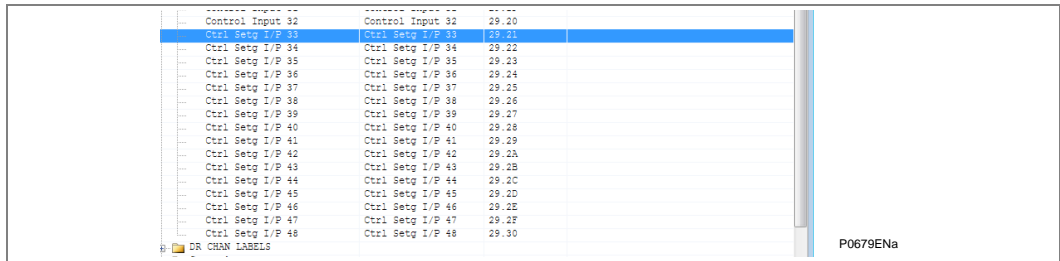 Control Input 32 Control Input 32 29.20
Ctrl Setg I/P 33 Ctrl Setg I/P 33 29.21
Ctrl Setg I/P 34 Ctrl Setg I/P 34 29.22
Ctrl Setg I/P 35 Ctrl Setg I/P 35 29.23
Ctrl Setg I/P 36 Ctrl Setg I/P 36 29.24
Ctrl Setg I/P 37 Ctrl Setg I/P 37 29.25
Ctrl Setg I/P 38 Ctrl Setg I/P 38 29.26
Ctrl Setg I/P 39 Ctrl Setg I/P 39 29.27
Ctrl Setg I/P 40 Ctrl Setg I/P 40 29.28
Ctrl Setg I/P 41 Ctrl Setg I/P 41 29.29
Ctrl Setg I/P 42 Ctrl Setg I/P 42 29.2A
Ctrl Setg I/P 43 Ctrl Setg I/P 43 29.2B
Ctrl Setg I/P 44 Ctrl Setg I/P 44 29.2C
Ctrl Setg I/P 45 Ctrl Setg I/P 45 29.2D
Ctrl Setg I/P 46 Ctrl Setg I/P 46 29.2E
Ctrl Setg I/P 47 Ctrl Setg I/P 47 29.2F
Ctrl Setg I/P 48 Ctrl Setg I/P 48 29.30
DR CHAN LABELS
P0679ENa